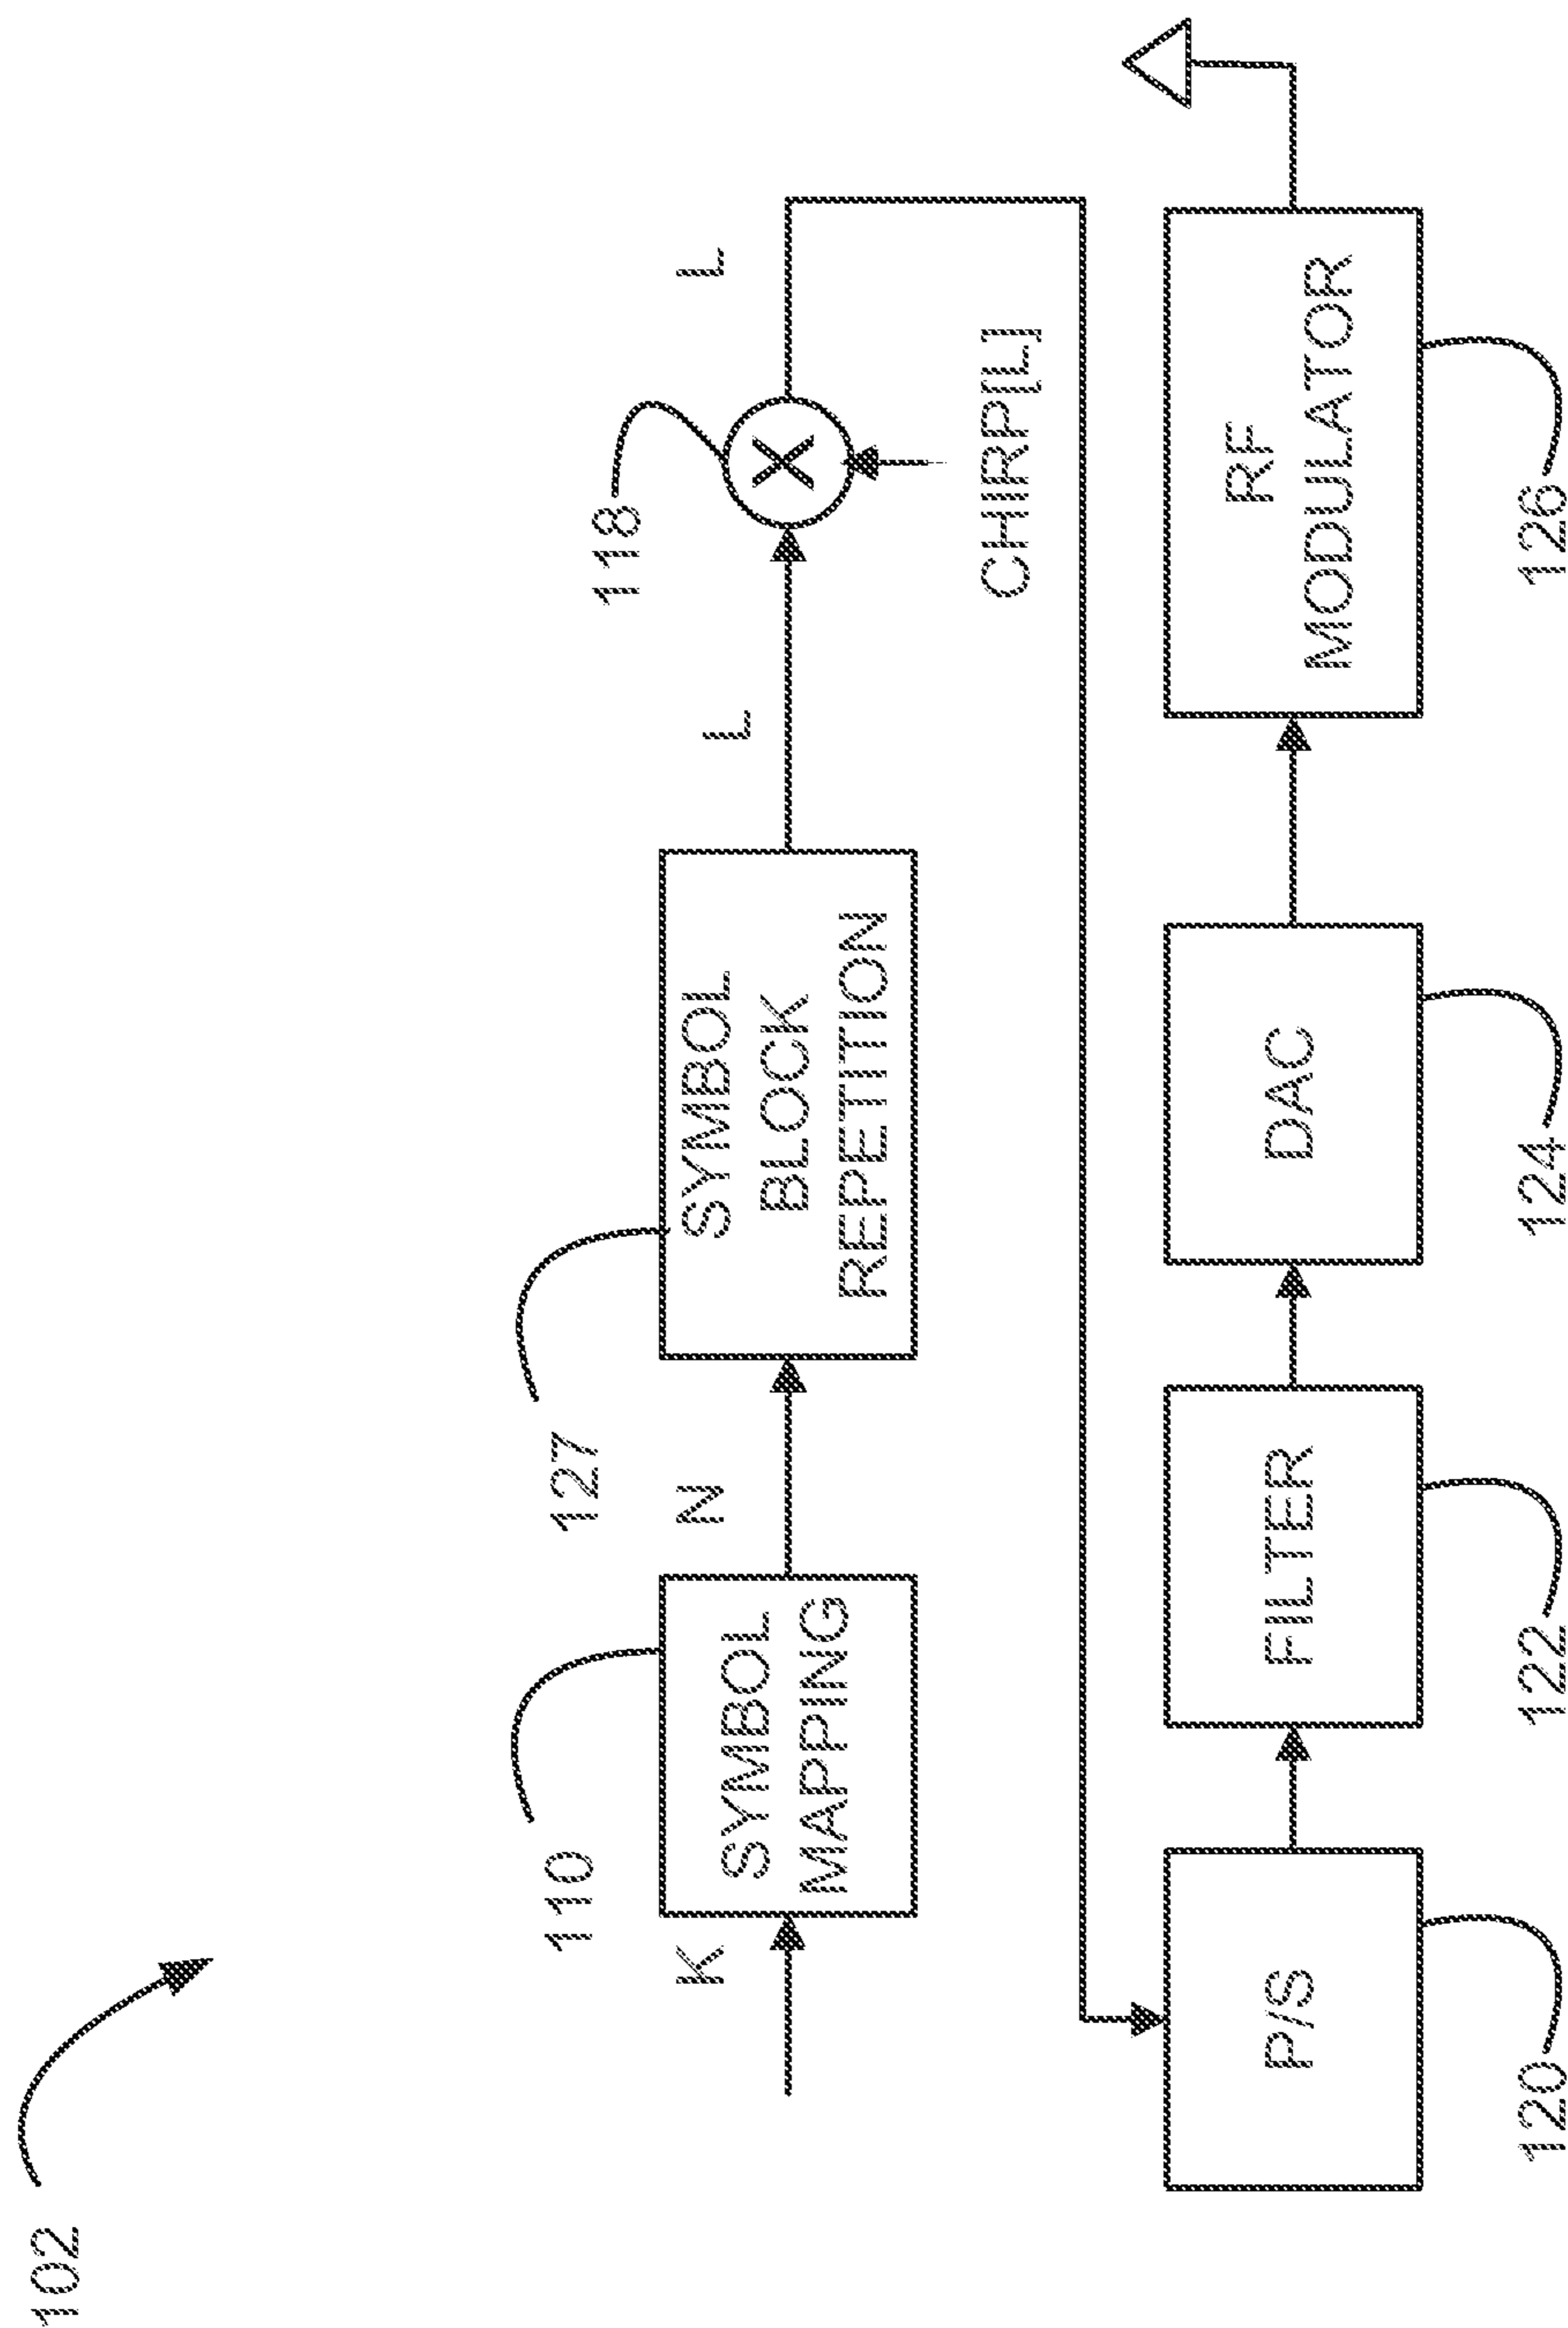 102
110
127
118
K
N
L
L
SYMBOL
MAPPING
SYMBOL
BLOCK
REPETITION
X
CHIRP[L]
P/S
FILTER
DAC
RF
MODULATOR
120
122
124
126